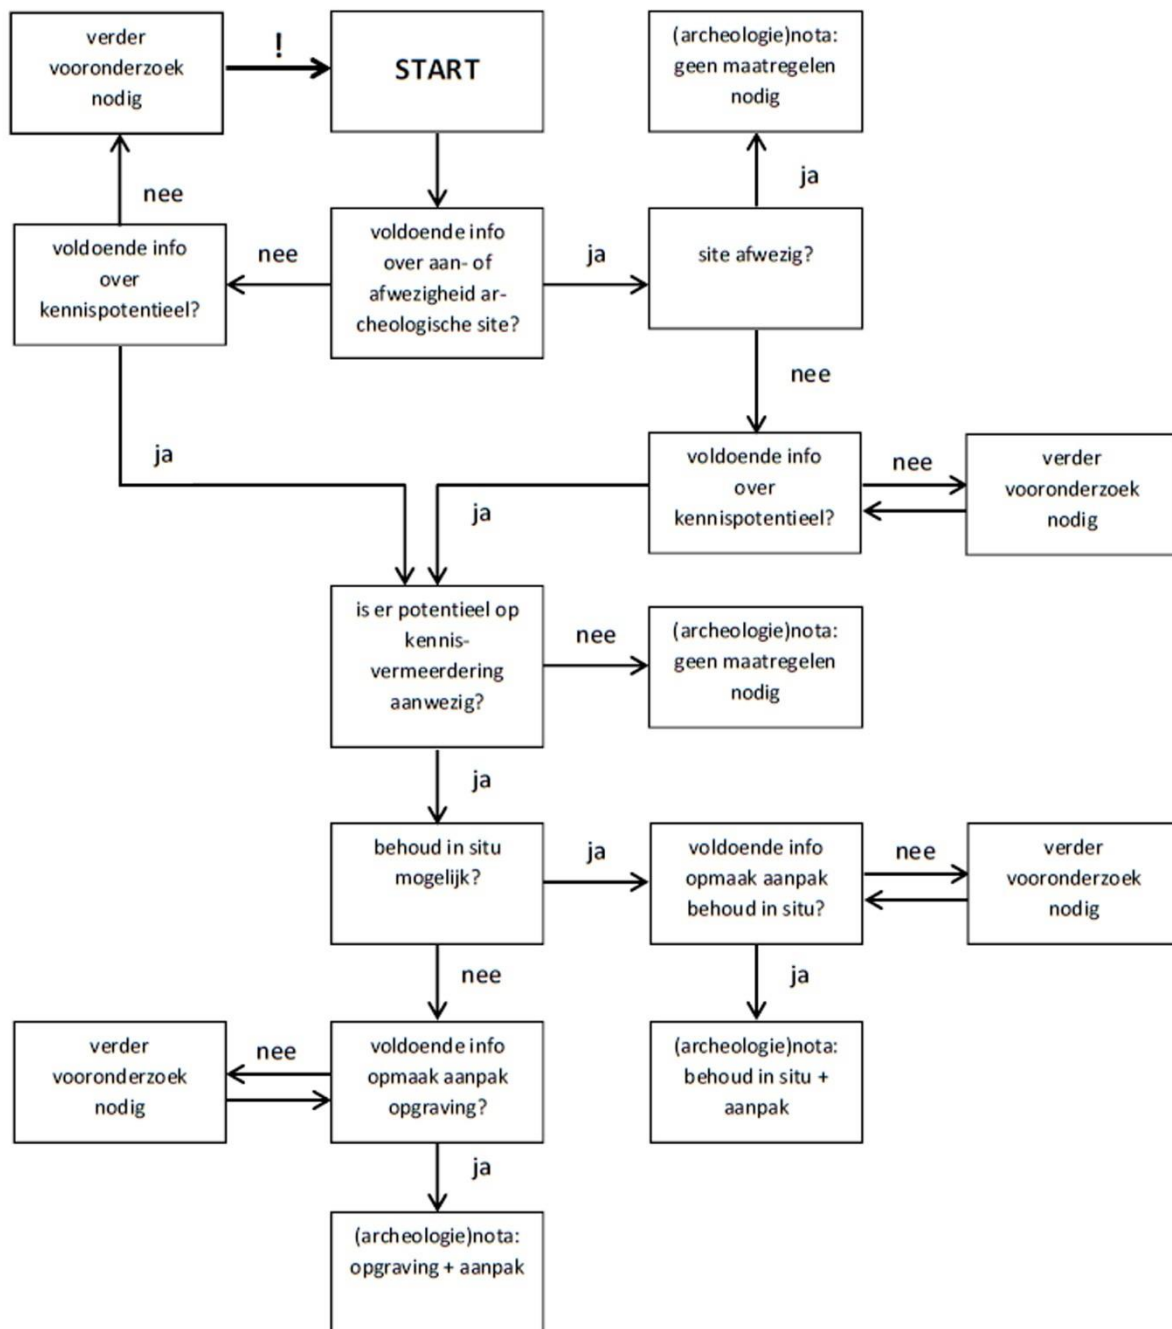 verder
vooronderzoek
nodig
!
START
(archeologie)nota:
geen maatregelen
nodig
nee
ja
voldoende info
over
kennispotentieel?
nee
voldoende info
over aan- of
afwezigheid ar-
cheologische site?
ja
site afwezig?
nee
ja
voldoende info
over
kennispotentieel?
nee
verder
vooronderzoek
nodig
ja
is er potentieel op
kennis-
vermeerdering
aanwezig?
nee
(archeologie)nota:
geen maatregelen
nodig
ja
behoud in situ
mogelijk?
ja
voldoende info
opmaak aanpak
behoud in situ?
nee
verder
vooronderzoek
nodig
nee
ja
verder
vooronderzoek
nodig
nee
voldoende info
opmaak aanpak
opgraving?
(archeologie)nota:
behoud in situ +
aanpak
ja
(archeologie)nota:
opgraving + aanpak